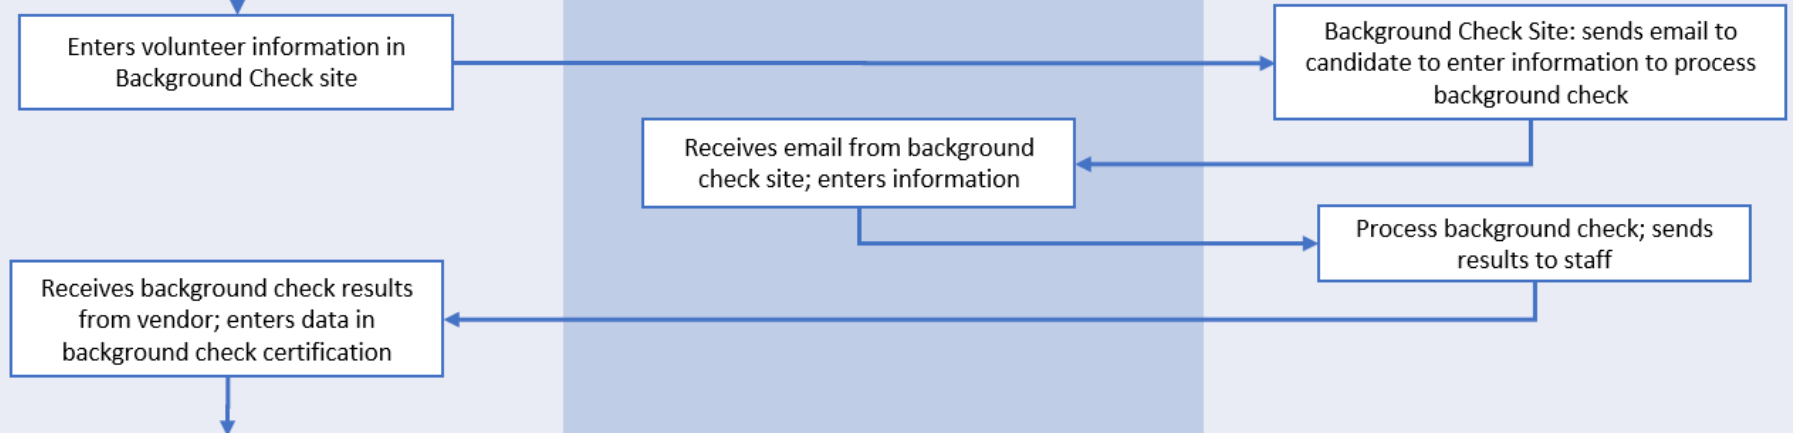 Enters volunteer information in
Background Check site
Background Check Site: sends email to
candidate to enter information to process
background check
Receives email from background
check site; enters information
Process background check; sends
results to staff
Receives background check results
from vendor; enters data in
background check certification